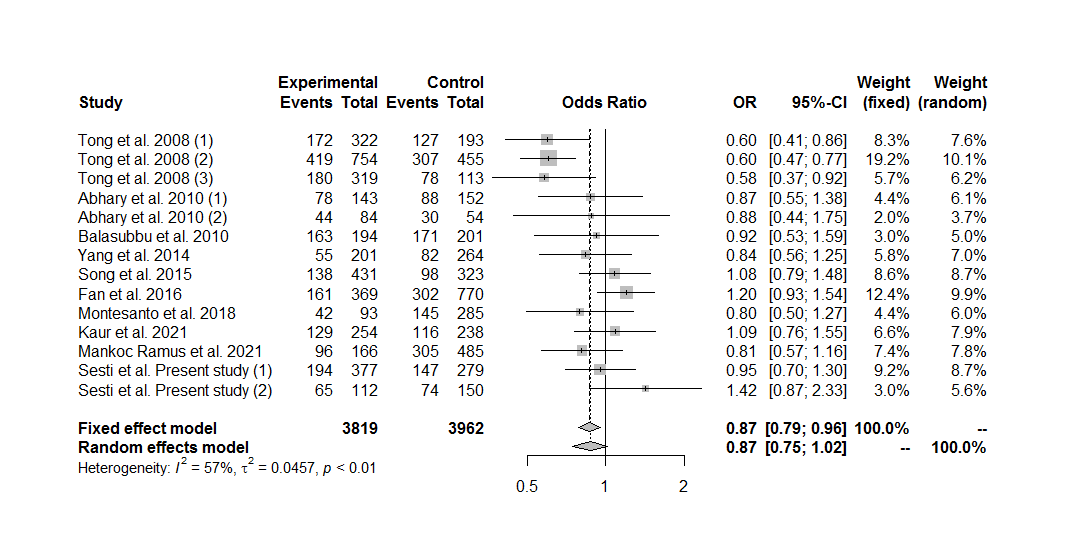 Experimental Control Weight Weight
Study Events Total Events Total Odds Ratio OR 95%-CI (fixed) (random)
Tong et al. 2008 (1) 172 322 127 193 0.60 [0.41; 0.86] 8.3% 7.6%
Tong et al. 2008 (2) 419 754 307 455 0.60 [0.47; 0.77] 19.2% 10.1%
Tong et al. 2008 (3) 180 319 78 113 0.58 [0.37; 0.92] 5.7% 6.2%
Abhary et al. 2010 (1) 78 143 88 152 0.87 [0.55; 1.38] 4.4% 6.1%
Abhary et al. 2010 (2) 44 84 30 54 0.88 [0.44; 1.75] 2.0% 3.7%
Balasubbu et al. 2010 163 194 171 201 0.92 [0.53; 1.59] 3.0% 5.0%
Yang et al. 2014 55 201 82 264 0.84 [0.56; 1.25] 5.8% 7.0%
Song et al. 2015 138 431 98 323 1.08 [0.79; 1.48] 8.6% 8.7%
Fan et al. 2016 161 369 302 770 1.20 [0.93; 1.54] 12.4% 9.9%
Montesanto et al. 2018 42 93 145 285 0.80 [0.50; 1.27] 4.4% 6.0%
Kaur et al. 2021 129 254 116 238 1.09 [0.76; 1.55] 6.6% 7.9%
Mankoc Ramus et al. 2021 96 166 305 485 0.81 [0.57; 1.16] 7.4% 7.8%
Sesti et al. Present study (1) 194 377 147 279 0.95 [0.70; 1.30] 9.2% 8.7%
Sesti et al. Present study (2) 65 112 74 150 1.42 [0.87; 2.33] 3.0% 5.6%
Fixed effect model 3819 3962 0.87 [0.79; 0.96] 100.0% --
Random effects model 0.87 [0.75; 1.02] -- 100.0%
Heterogeneity: I² = 57%, τ² = 0.0457, p < 0.01
0.5 1 2